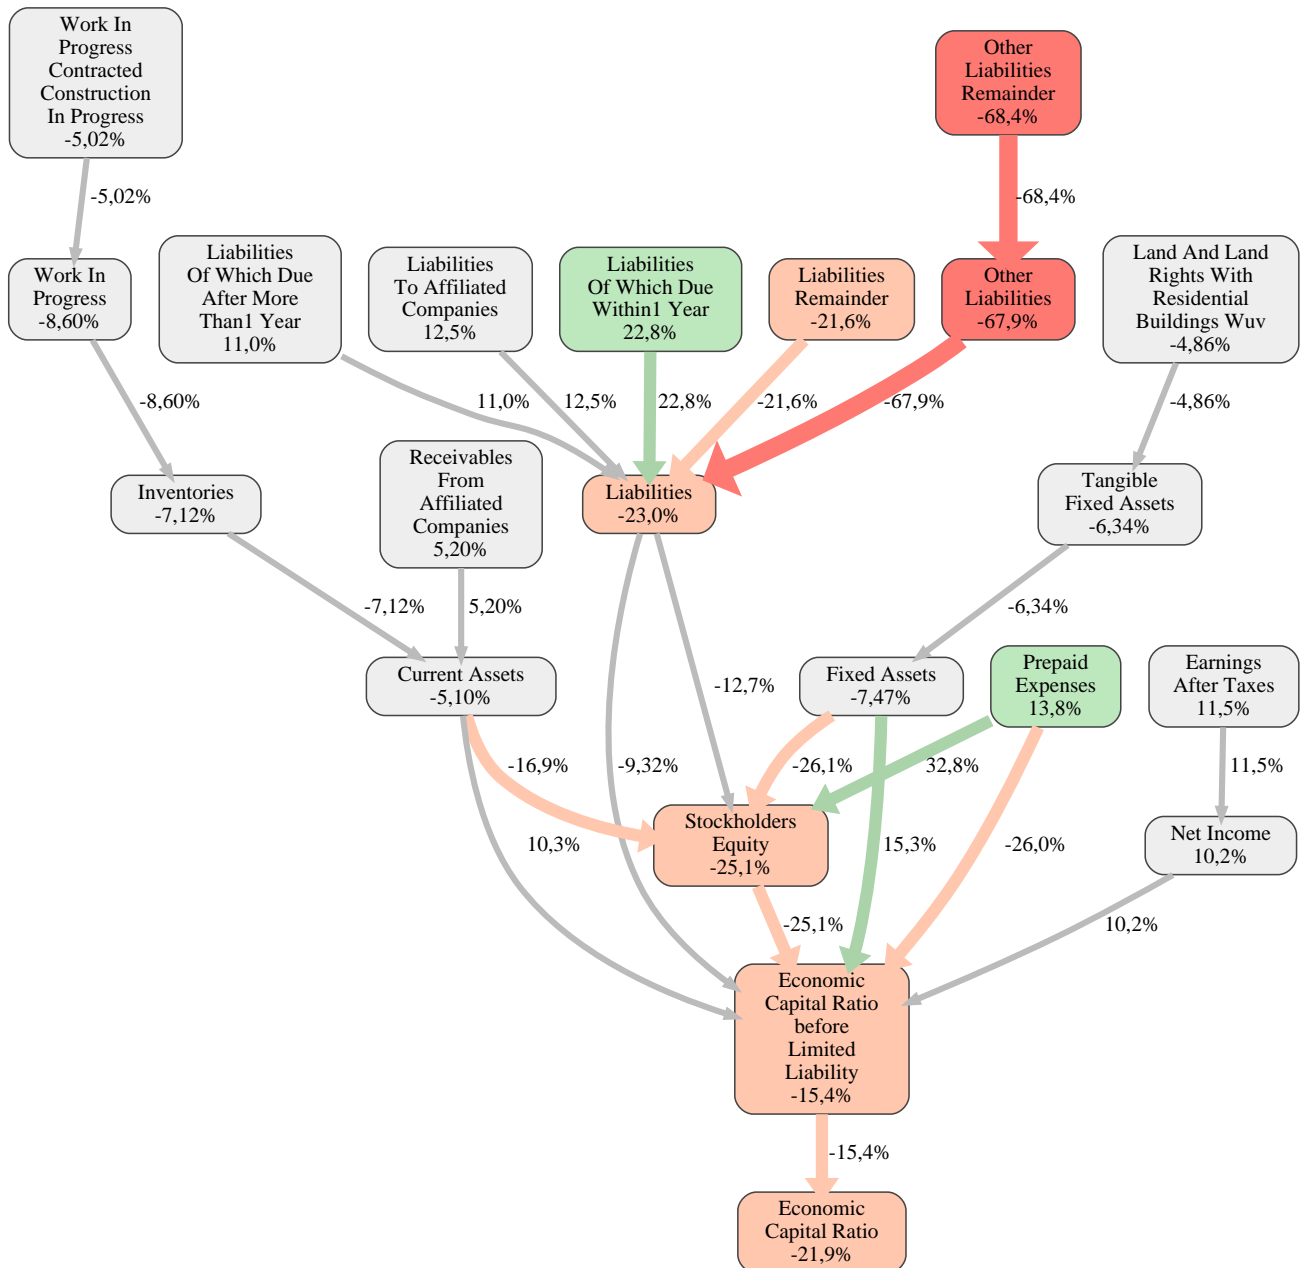 Work In
Progress
Contracted
Construction
In Progress
-5,02%
Other
Liabilities
Remainder
-68,4%
-5,02%
-68,4%
Work In
Progress
-8,60%
Liabilities
Of Which Due
After More
Than1 Year
11,0%
Liabilities
To Affiliated
Companies
12,5%
Liabilities
Of Which Due
Within1 Year
22,8%
Liabilities
Remainder
-21,6%
Other
Liabilities
-67,9%
Land And Land
Rights With
Residential
Buildings Wuv
-4,86%
-8,60%
11,0%
12,5%
22,8%
-21,6%
-67,9%
-4,86%
Inventories
-7,12%
Receivables
From
Affiliated
Companies
5,20%
Liabilities
-23,0%
Tangible
Fixed Assets
-6,34%
-7,12%
5,20%
-6,34%
Current Assets
-5,10%
-12,7%
Fixed Assets
-7,47%
Prepaid
Expenses
13,8%
Earnings
After Taxes
11,5%
-16,9%
-9,32%
-26,1%
32,8%
11,5%
Stockholders
Equity
-25,1%
10,3%
15,3%
-26,0%
Net Income
10,2%
-25,1%
10,2%
Economic
Capital Ratio
before
Limited
Liability
-15,4%
-15,4%
Economic
Capital Ratio
-21,9%